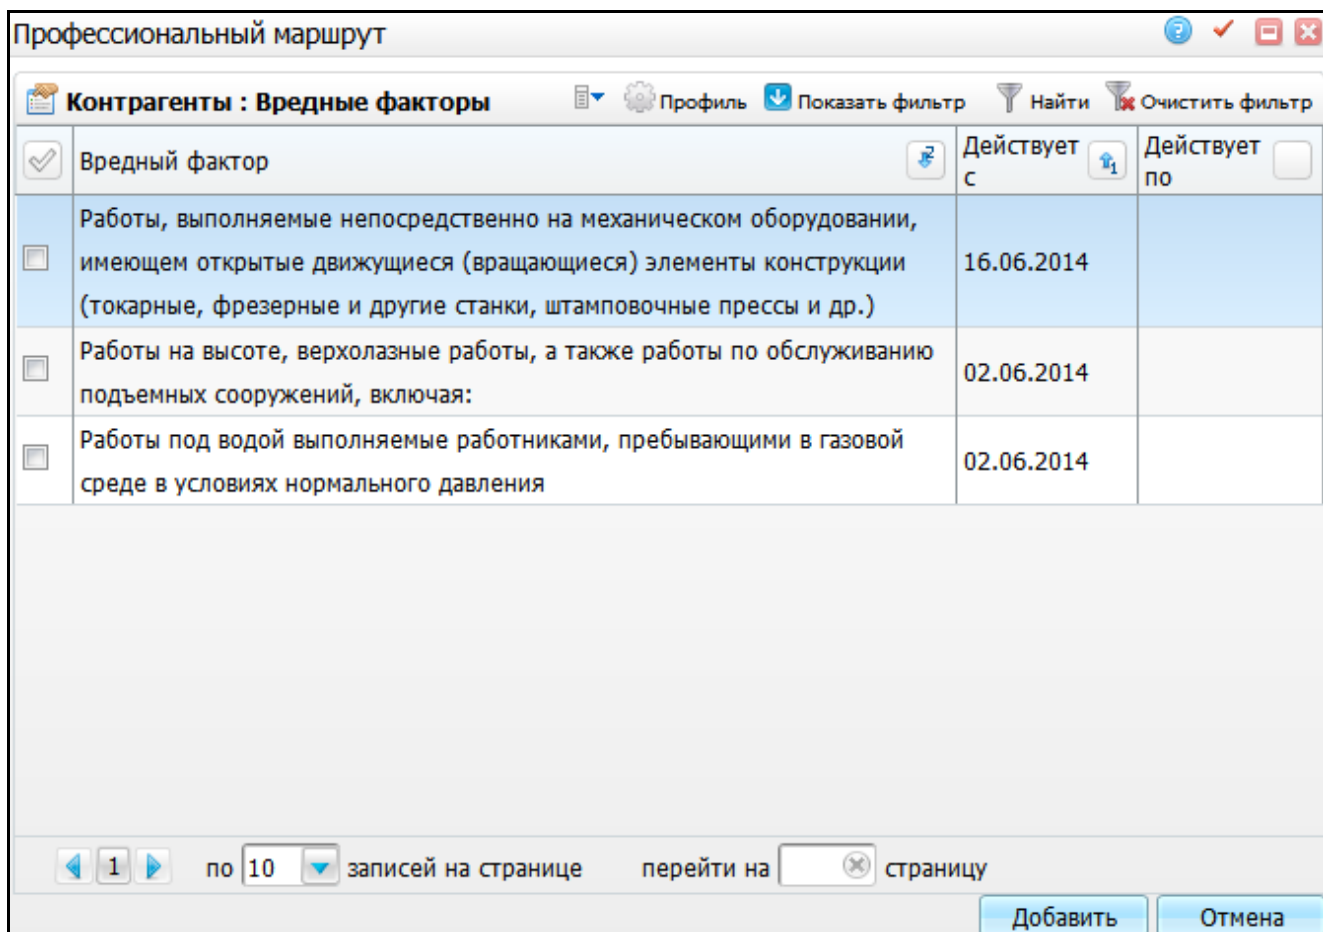 Профессиональный маршрут
Контрагенты : Вредные факторы Профиль Показать фильтр Найти Очистить фильтр
Вредный фактор 2 Действует с 1 Действует по
Работы, выполняемые непосредственно на механическом оборудовании,
имеющем открытые движущиеся (вращающиеся) элементы конструкции 16.06.2014
(токарные, фрезерные и другие станки, штамповочные прессы и др.)
Работы на высоте, верхолазные работы, а также работы по обслуживанию
подъемных сооружений, включая: 02.06.2014
Работы под водой выполняемые работниками, пребывающими в газовой
среде в условиях нормального давления 02.06.2014
1 по 10 записей на странице перейти на страницу
Добавить Отмена